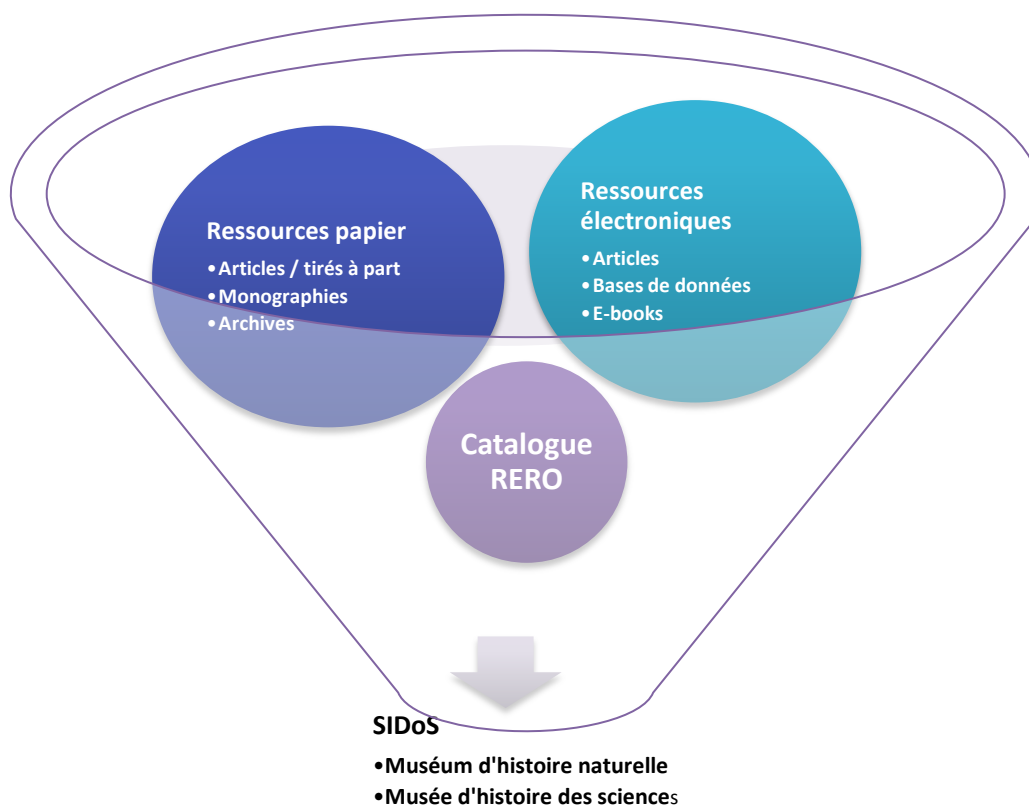 Ressources papier
•Articles / tirés à part
•Monographies
•Archives
Ressources
électroniques
•Articles
•Bases de données
•E-books
Catalogue
RERO
SIDoS
•Muséum d'histoire naturelle
•Musée d'histoire des sciences